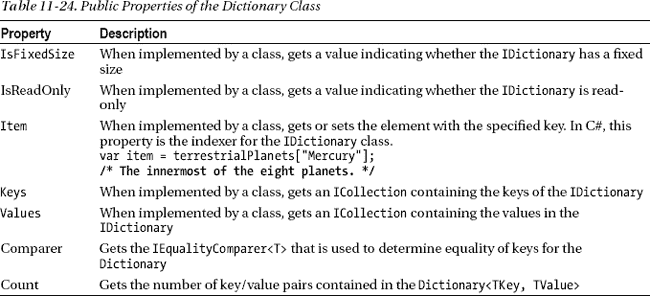 Table 11-24. Public Properties of the Dictionary Class
Property Description
IsFixedSize When implemented by a class, gets a value indicating whether the IDictionary has a fixed
size
IsReadOnly When implemented by a class, gets a value indicating whether the IDictionary is read-
only
Item When implemented by a class, gets or sets the element with the specified key. In C#, this
property is the indexer for the IDictionary class.
var item = terrestrialPlanets["Mercury"];
/* The innermost of the eight planets. */
Keys When implemented by a class, gets an ICollection containing the keys of the IDictionary
Values When implemented by a class, gets an ICollection containing the values in the
IDictionary
Comparer Gets the IEqualityComparer<T> that is used to determine equality of keys for the
Dictionary
Count Gets the number of key/value pairs contained in the Dictionary<TKey, TValue>